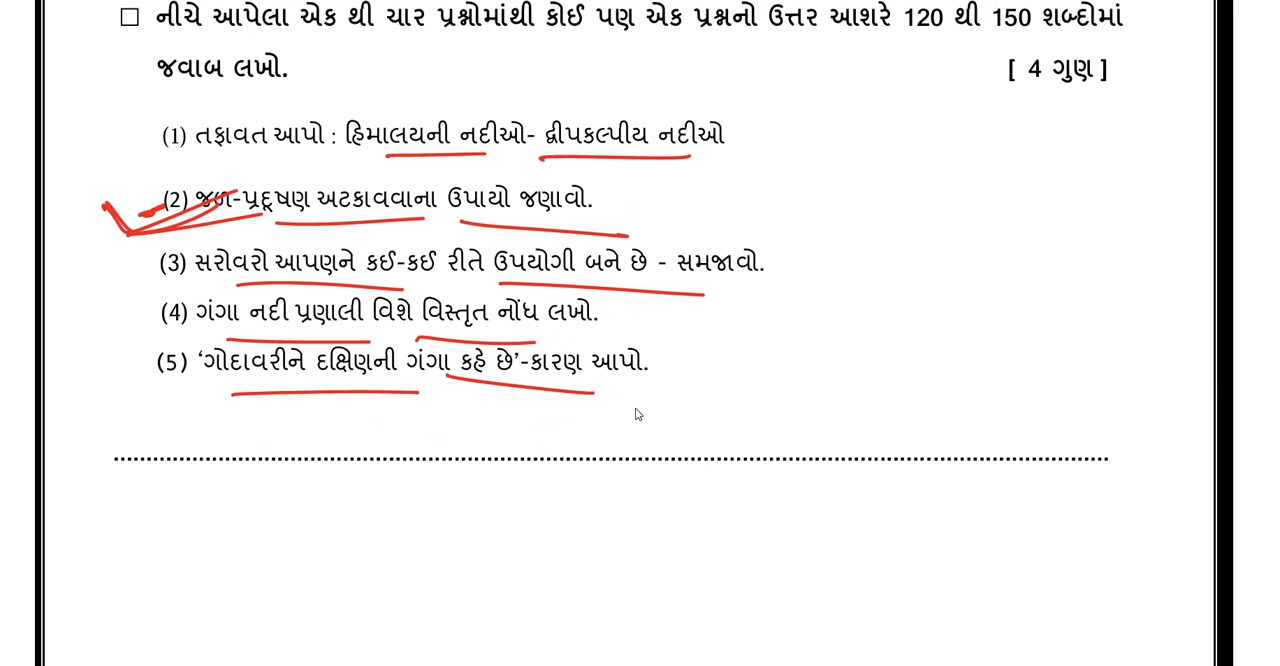 □ નીચે આપેલા એક થી ચાર પ્રશ્નોમાંથી કોઈ પણ એક પ્રશ્નનો ઉત્તર આશરે 120 થી 150 શબ્દોમાં
જવાબ લખો. [ 4 ગુણ ]
(1) તફાવત આપો : હિમાલયની નદીઓ- દ્વીપકલ્પીય નદીઓ
(2) જળ-પ્રદૂષણ અટકાવવાના ઉપાયો જણાવો.
(3) સરોવરો આપણને કઈ-કઈ રીતે ઉપયોગી બને છે - સમજાવો.
(4) ગંગા નદી પ્રણાલી વિશે વિસ્તૃત નોંધ લખો.
(5) ‘ગોદાવરીને દક્ષિણની ગંગા કહે છે’-કારણ આપો.